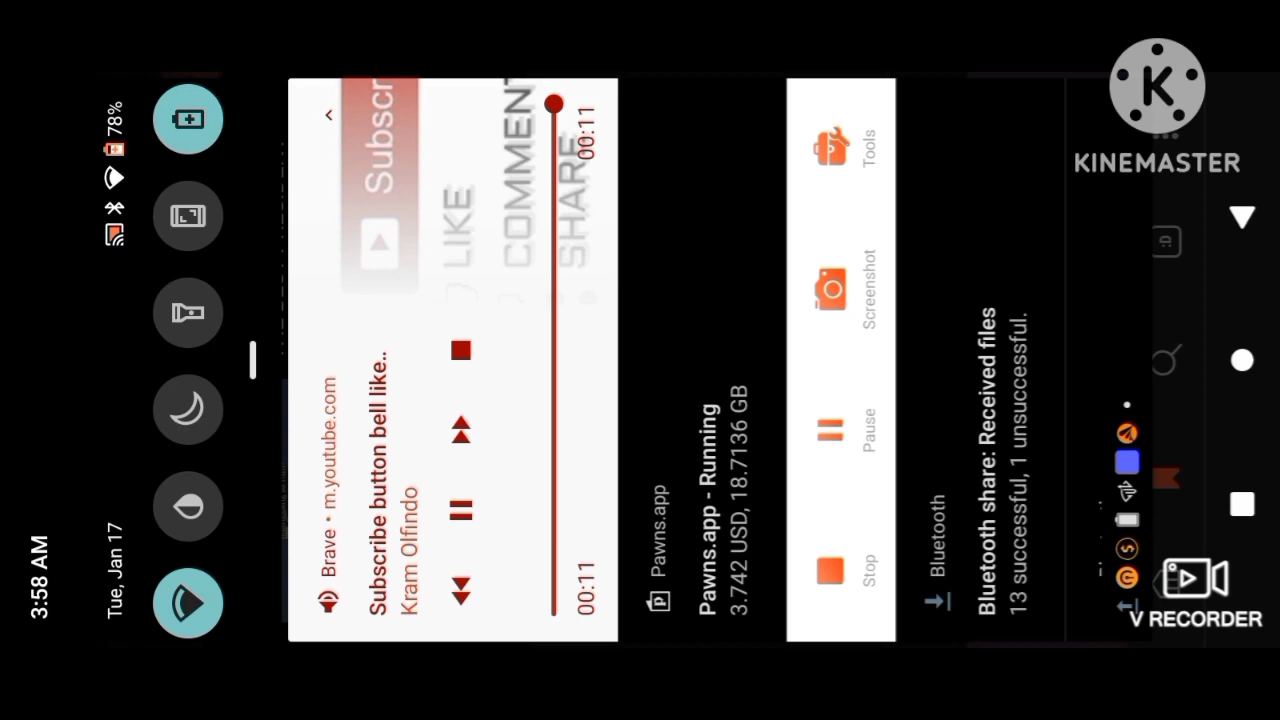 3:58 AM
Tue, Jan 17
78%
Brave • m.youtube.com
Subscribe button bell like..
Kram Olfindo
00:11
00:11
Subscr
LIKE
COMMENT
SHARE
Pawns.app
Pawns.app - Running
3.742 USD, 18.7136 GB
Stop
Pause
Screenshot
Tools
Bluetooth
Bluetooth share: Received files
13 successful, 1 unsuccessful.
K
KINEMASTER
V RECORDER